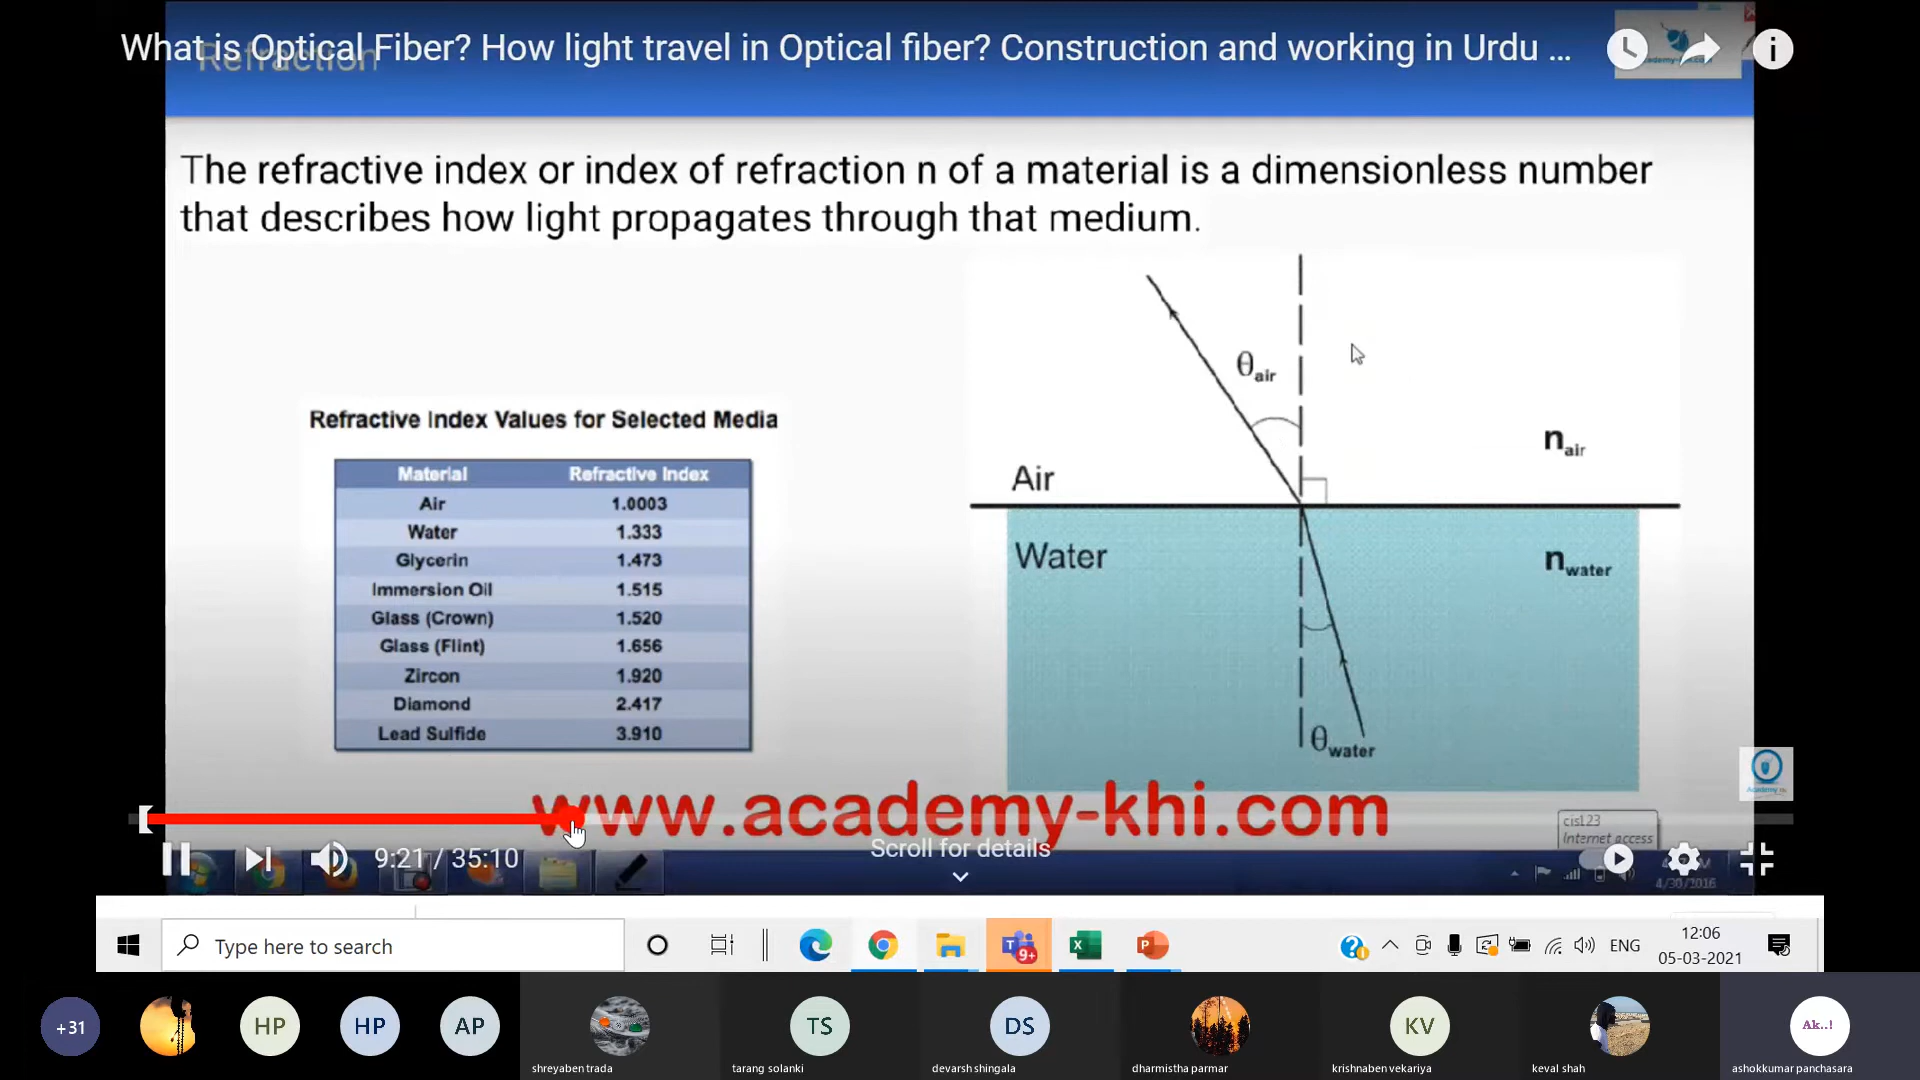 What is Optical Fiber? How light travel in Optical fiber? Construction and working in Urdu ...
Refraction
The refractive index or index of refraction n of a material is a dimensionless number
that describes how light propagates through that medium.
Refractive Index Values for Selected Media
Material Refractive Index
Air 1.0003
Water 1.333
Glycerin 1.473
Immersion Oil 1.515
Glass (Crown) 1.520
Glass (Flint) 1.656
Zircon 1.920
Diamond 2.417
Lead Sulfide 3.910
θair
nair
Air
Water
nwater
θwater
www.academy-khi.com
cis123
Internet access
9:21 / 35:10
Scroll for details
4/30/2016
Type here to search
9+
ENG
12:06
05-03-2021
+31
HP
HP
AP
TS
DS
KV
Ak..!
shreyaben trada
tarang solanki
devarsh shingala
dharmistha parmar
krishnaben vekariya
keval shah
ashokkumar panchasara